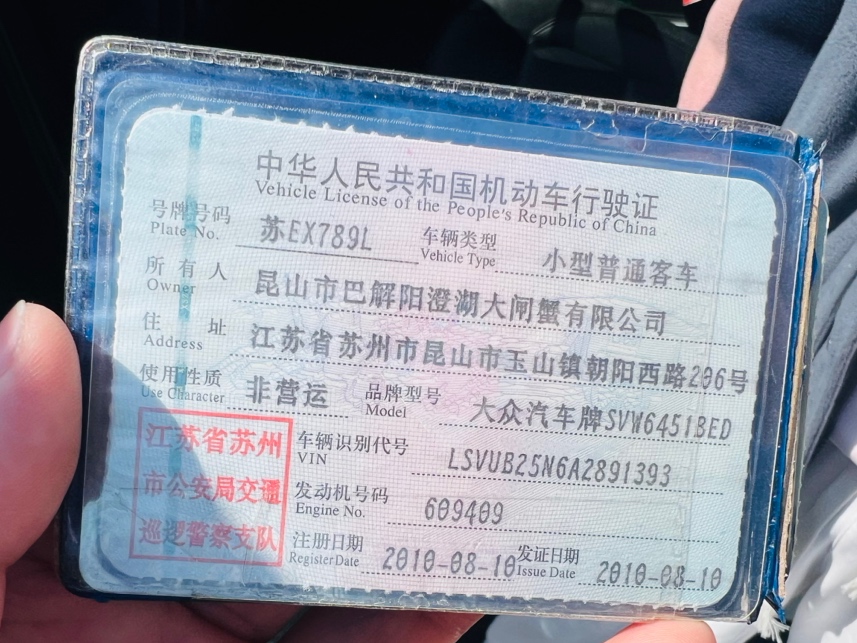 中华人民共和国机动车行驶证
Vehicle License of the People's Republic of China
号牌号码 苏EX789L 车辆类型 小型普通客车
Plate No. Vehicle Type
所有人 昆山市巴解阳澄湖大闸蟹有限公司
Owner
住址 江苏省苏州市昆山市玉山镇朝阳西路206号
Address
使用性质 非营运 品牌型号 大众汽车牌SVW6451BED
Use Character Model
江苏省苏州
市公安局交通
巡逻警察支队
车辆识别代号 LSVUB25N6A2891393
VIN
发动机号码 609409
Engine No.
注册日期 2010-08-10 发证日期 2010-08-10
Register Date Issue Date